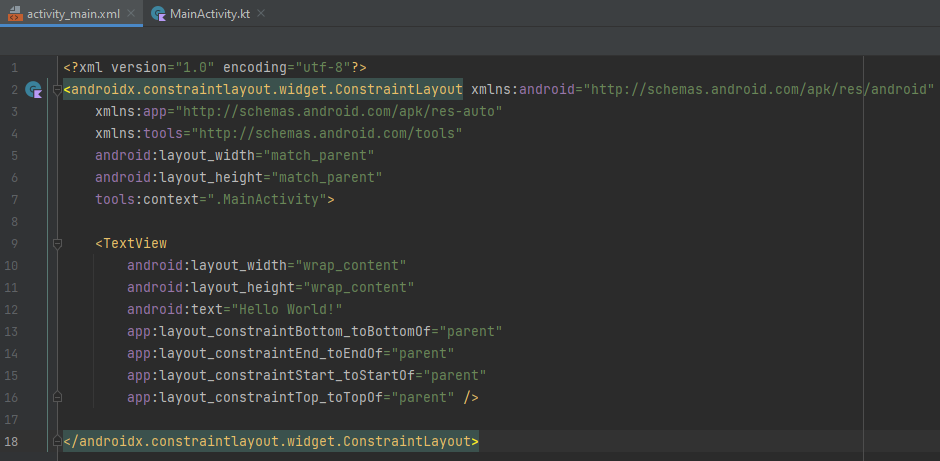 activity_main.xml MainActivity.kt
1 <?xml version="1.0" encoding="utf-8"?>
2 <androidx.constraintlayout.widget.ConstraintLayout xmlns:android="http://schemas.android.com/apk/res/android"
3     xmlns:app="http://schemas.android.com/apk/res-auto"
4     xmlns:tools="http://schemas.android.com/tools"
5     android:layout_width="match_parent"
6     android:layout_height="match_parent"
7     tools:context=".MainActivity">
8
9     <TextView
10         android:layout_width="wrap_content"
11         android:layout_height="wrap_content"
12         android:text="Hello World!"
13         app:layout_constraintBottom_toBottomOf="parent"
14         app:layout_constraintEnd_toEndOf="parent"
15         app:layout_constraintStart_toStartOf="parent"
16         app:layout_constraintTop_toTopOf="parent" />
17
18 </androidx.constraintlayout.widget.ConstraintLayout>